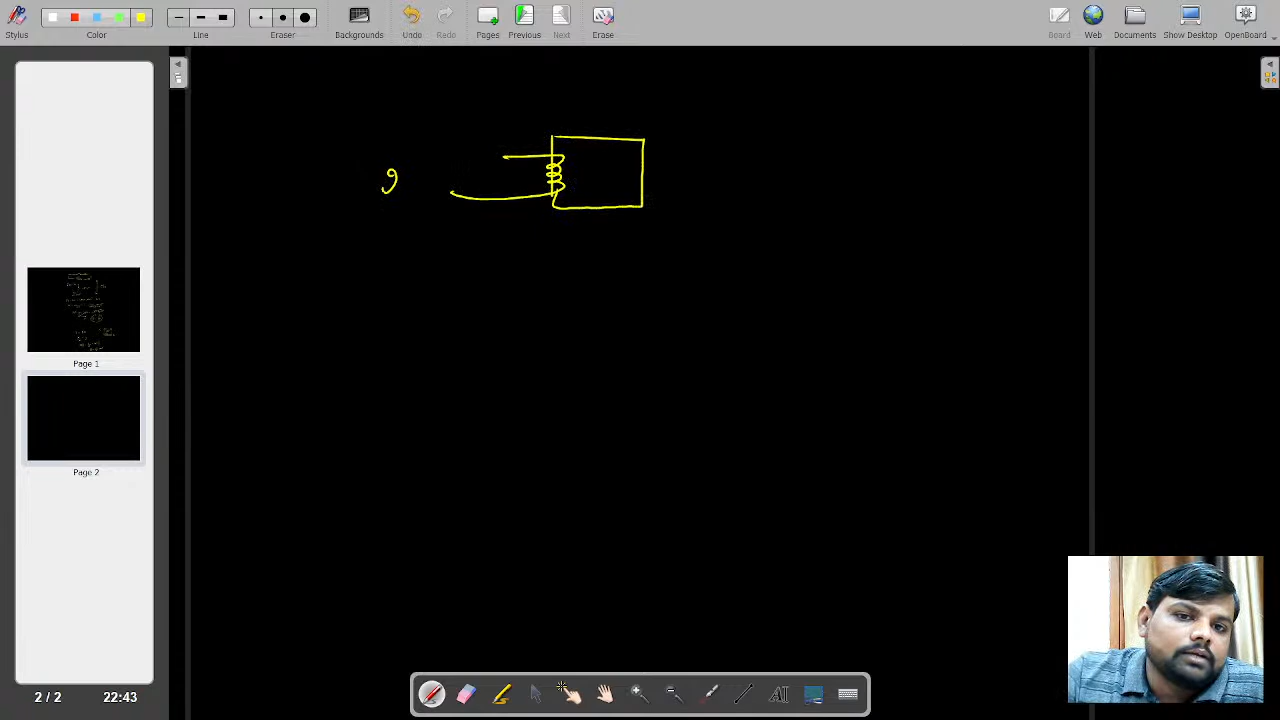 Stylus
Color
Line
Eraser
Backgrounds
Undo
Redo
Pages
Previous
Next
Erase
Board
Web
Documents
Show Desktop
OpenBoard
9
Page 1
Page 2
2 / 2
22:43
AI